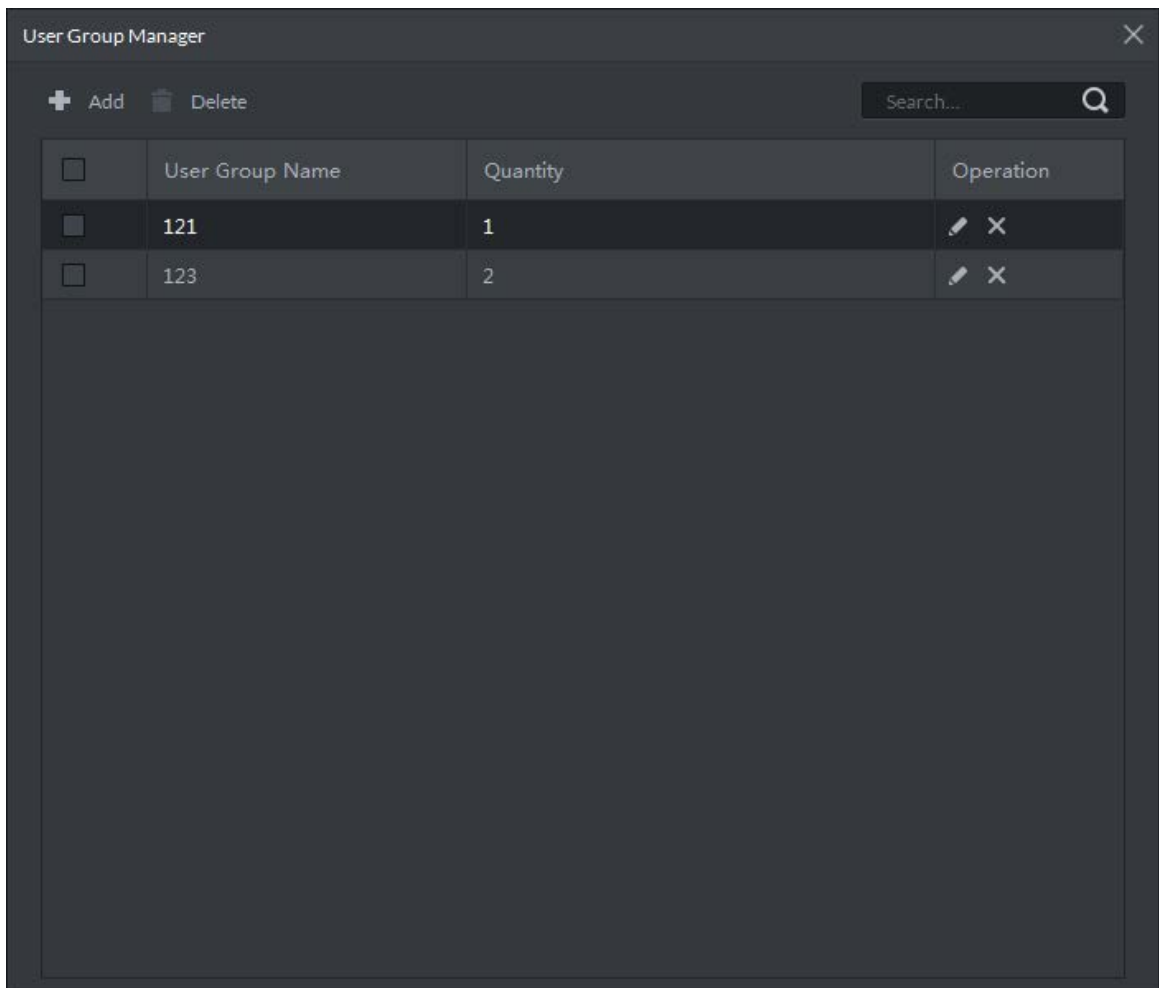 User Group Manager
Add Delete Search...
User Group Name Quantity Operation
121 1
123 2